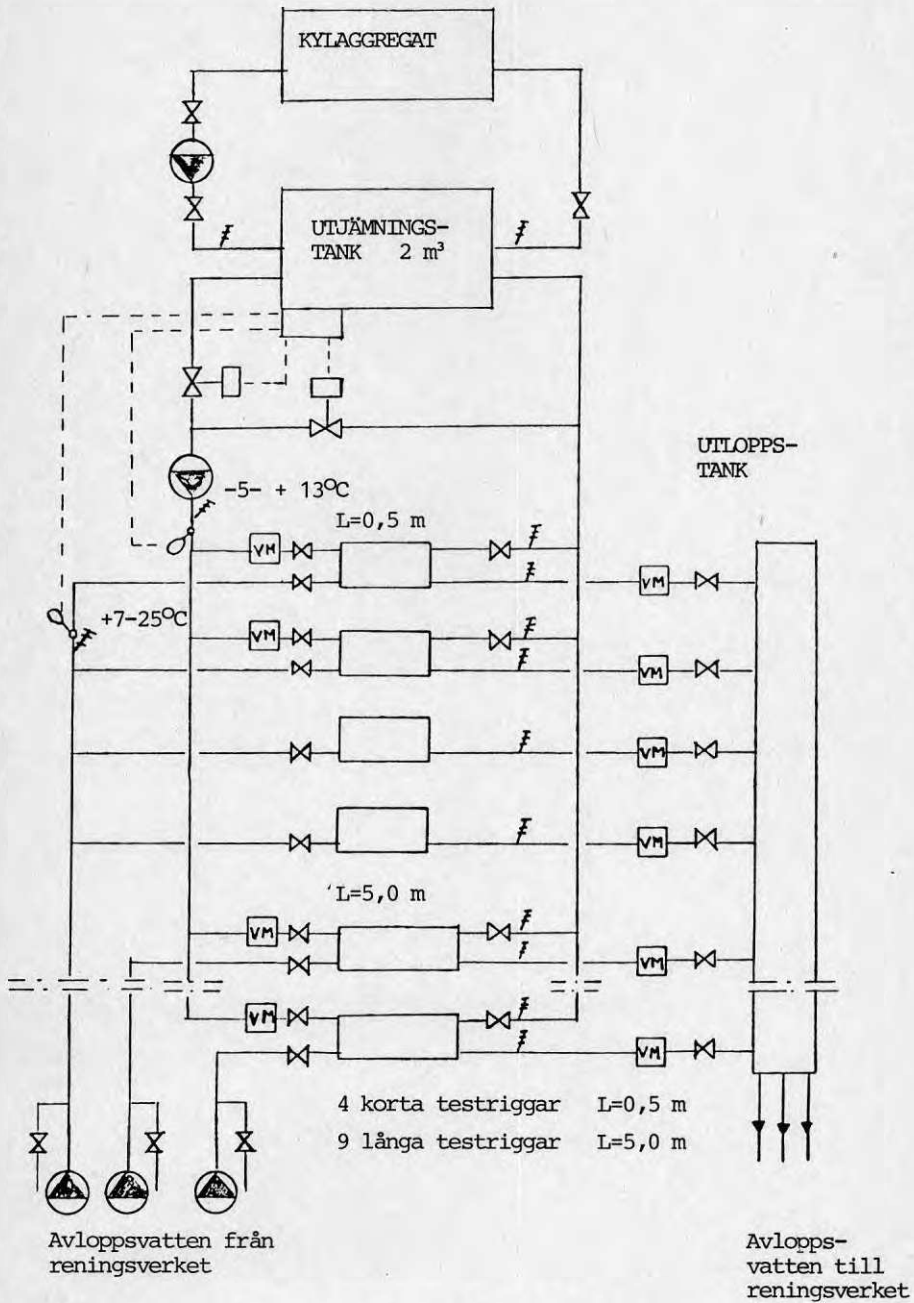 KYLAGGREGAT
UTJÄMNINGS-
TANK 2 m³
UTLOPPS-
TANK
-5- + 13°C
L=0,5 m
VM
VM
+7-25°C
VM
VM
VM
VM
L=5,0 m
VM
VM
VM
VM
VM
VM
4 korta testriggar L=0,5 m
9 långa testriggar L=5,0 m
Avloppsvatten från
reningsverket
Avlopps-
vatten till
reningsverket